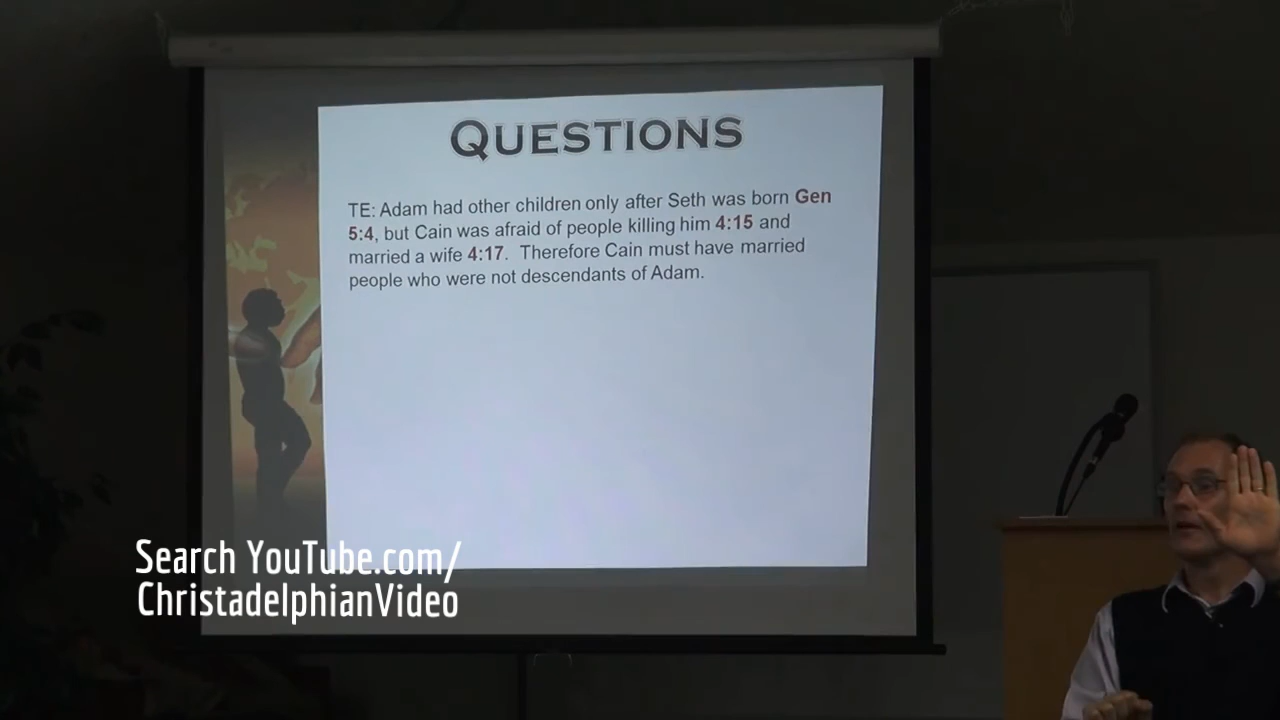 QUESTIONS
TE: Adam had other children only after Seth was born Gen
5:4, but Cain was afraid of people killing him 4:15 and
married a wife 4:17. Therefore Cain must have married
people who were not descendants of Adam.
Search YouTube.com/
ChristadelphianVideo